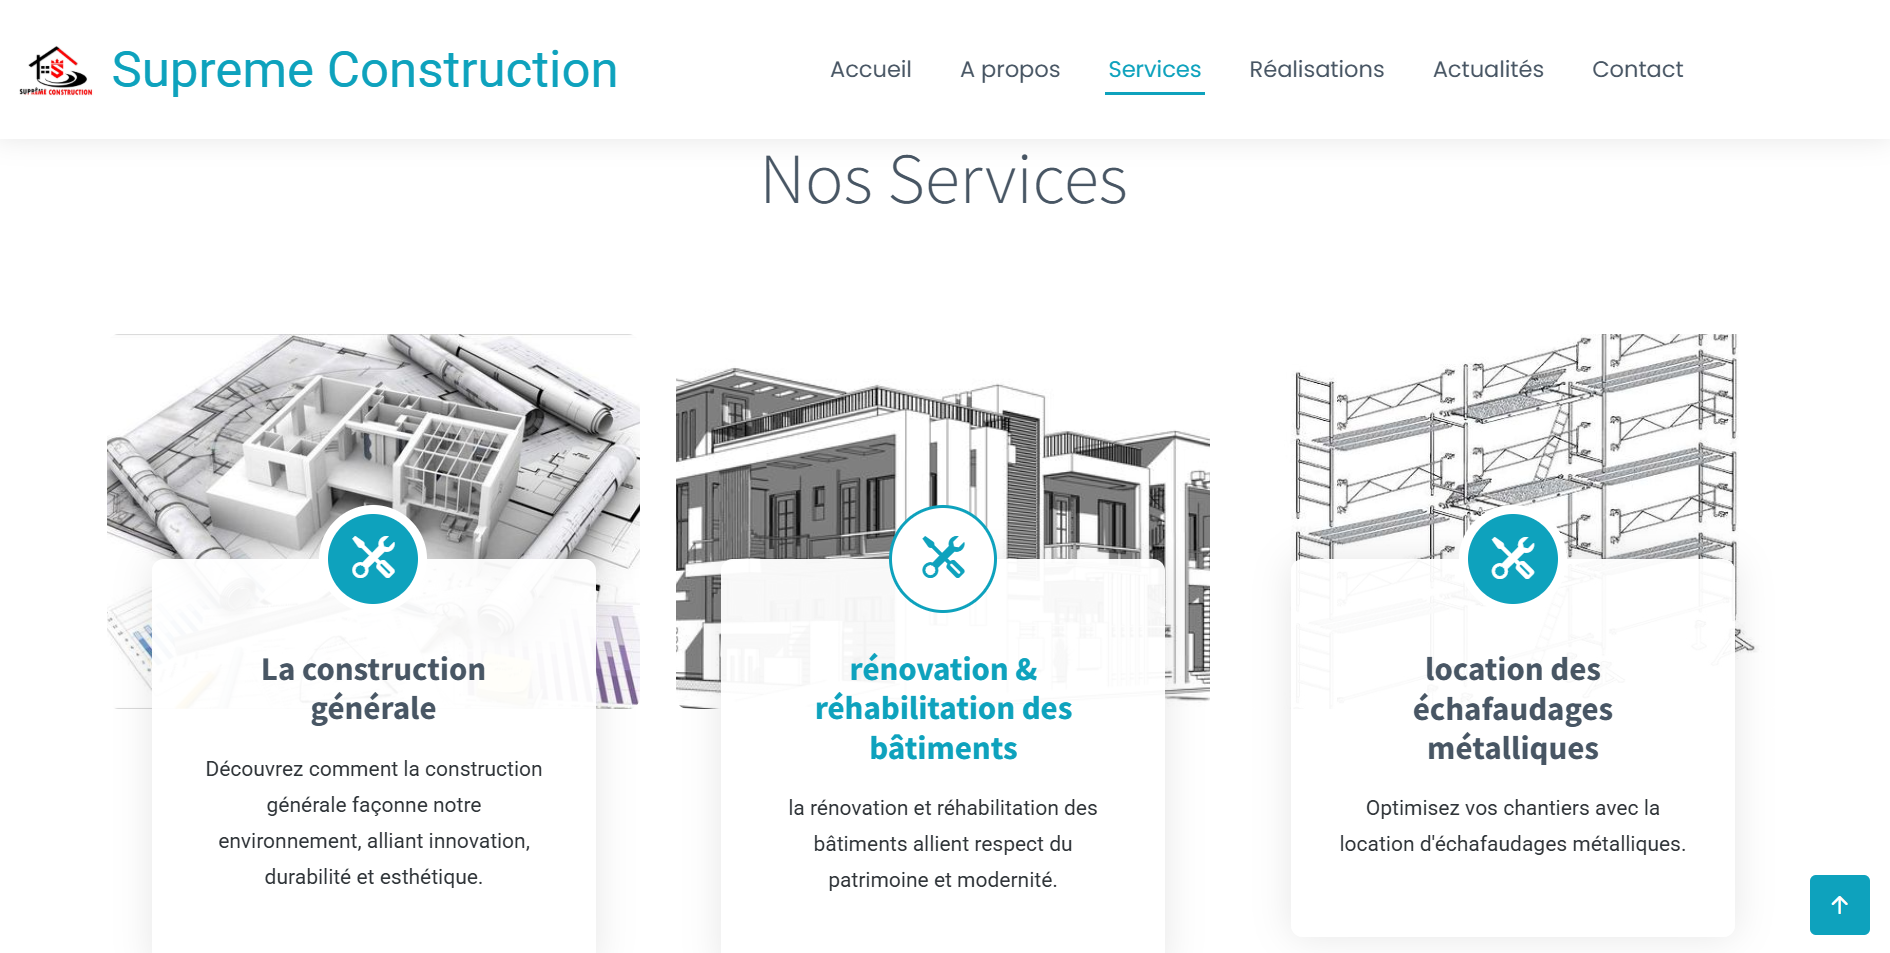 SUPRÊME CONSTRUCTION
Supreme Construction
Accueil
A propos
Services
Réalisations
Actualités
Contact
Nos Services
La construction
générale
Découvrez comment la construction
générale façonne notre
environnement, alliant innovation,
durabilité et esthétique.
rénovation &
réhabilitation des
bâtiments
la rénovation et réhabilitation des
bâtiments allient respect du
patrimoine et modernité.
location des
échafaudages
métalliques
Optimisez vos chantiers avec la
location d'échafaudages métalliques.